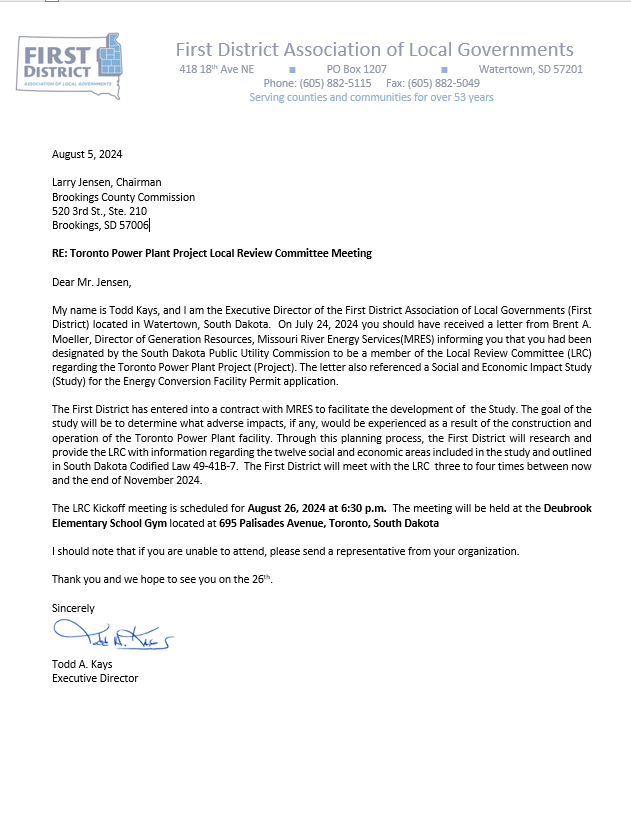 FIRST
DISTRICT
ASSOCIATION OF LOCAL GOVERNMENTS
First District Association of Local Governments
418 18th Ave NE ■ PO Box 1207 ■ Watertown, SD 57201
Phone: (605) 882-5115 Fax: (605) 882-5049
Serving counties and communities for over 53 years
August 5, 2024
Larry Jensen, Chairman
Brookings County Commission
520 3rd St., Ste. 210
Brookings, SD 57006
RE: Toronto Power Plant Project Local Review Committee Meeting
Dear Mr. Jensen,
My name is Todd Kays, and I am the Executive Director of the First District Association of Local Governments (First
District) located in Watertown, South Dakota. On July 24, 2024 you should have received a letter from Brent A.
Moeller, Director of Generation Resources, Missouri River Energy Services(MRES) informing you that you had been
designated by the South Dakota Public Utility Commission to be a member of the Local Review Committee (LRC)
regarding the Toronto Power Plant Project (Project). The letter also referenced a Social and Economic Impact Study
(Study) for the Energy Conversion Facility Permit application.
The First District has entered into a contract with MRES to facilitate the development of the Study. The goal of the
study will be to determine what adverse impacts, if any, would be experienced as a result of the construction and
operation of the Toronto Power Plant facility. Through this planning process, the First District will research and
provide the LRC with information regarding the twelve social and economic areas included in the study and outlined
in South Dakota Codified Law 49-41B-7. The First District will meet with the LRC three to four times between now
and the end of November 2024.
The LRC Kickoff meeting is scheduled for August 26, 2024 at 6:30 p.m. The meeting will be held at the Deubrook
Elementary School Gym located at 695 Palisades Avenue, Toronto, South Dakota
I should note that if you are unable to attend, please send a representative from your organization.
Thank you and we hope to see you on the 26th.
Sincerely
Todd A. Kays
Todd A. Kays
Executive Director